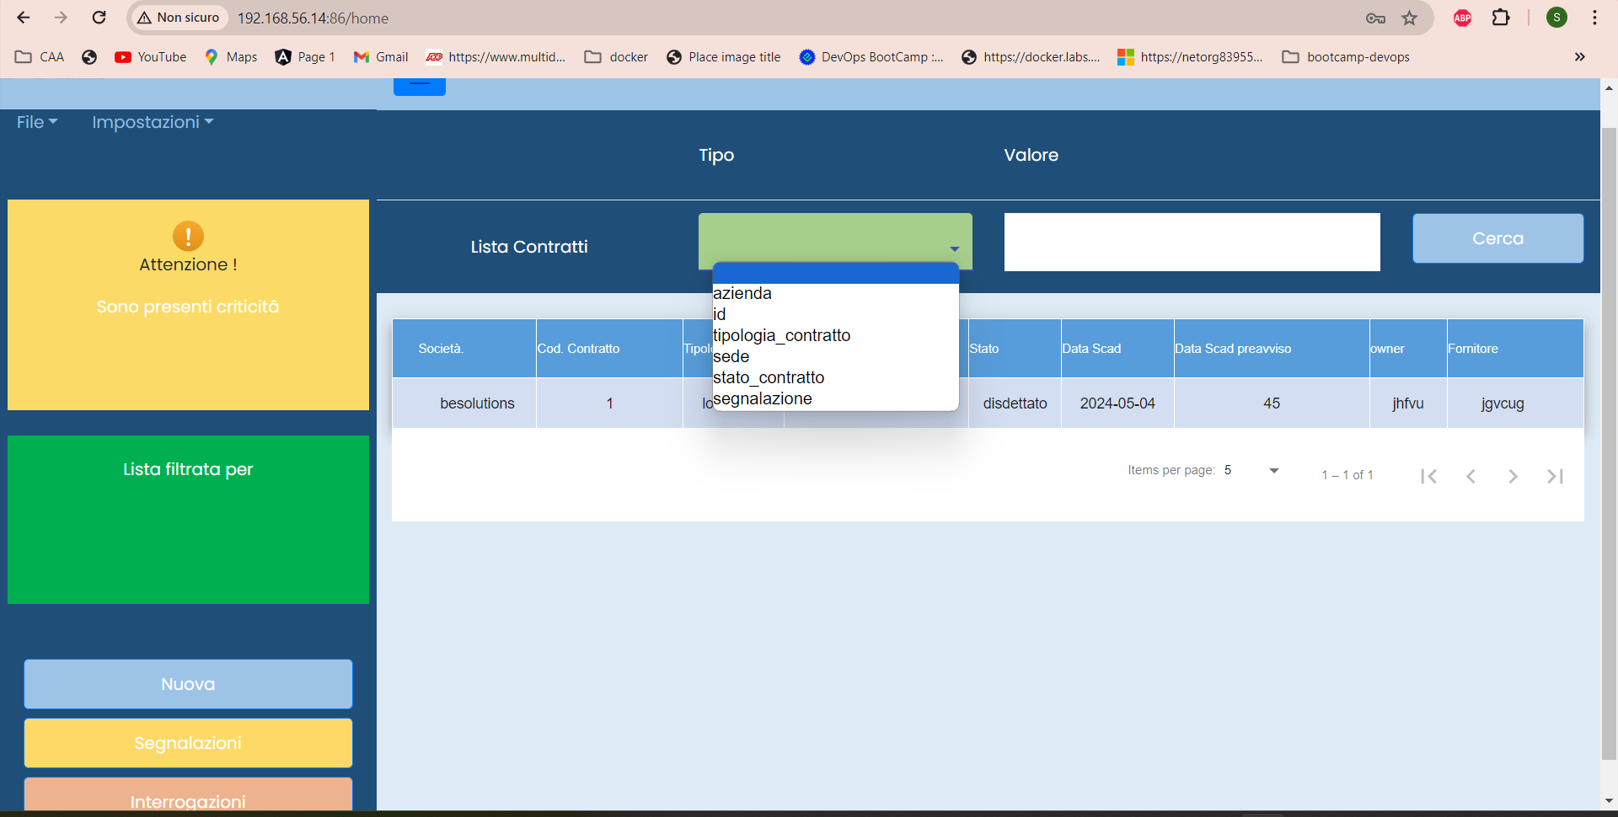 Non sicuro 192.168.56.14:86/home ABP S
CAA YouTube Maps Page 1 Gmail https://www.multid... docker Place image title DevOps BootCamp :... https://docker.labs.... https://netorg83955... bootcamp-devops »
File Impostazioni
Tipo Valore
Attenzione !
Sono presenti criticitá
Lista Contratti
Cerca
azienda
id
tipologia_contratto
sede
stato_contratto
segnalazione
Società. Cod. Contratto Stato Data Scad Data Scad preavviso owner Fornitore
besolutions 1 disdettato 2024-05-04 45 jhfvu jgvcug
Items per page: 5 1 – 1 of 1
Lista filtrata per
Nuova
Segnalazioni
Interrogazioni